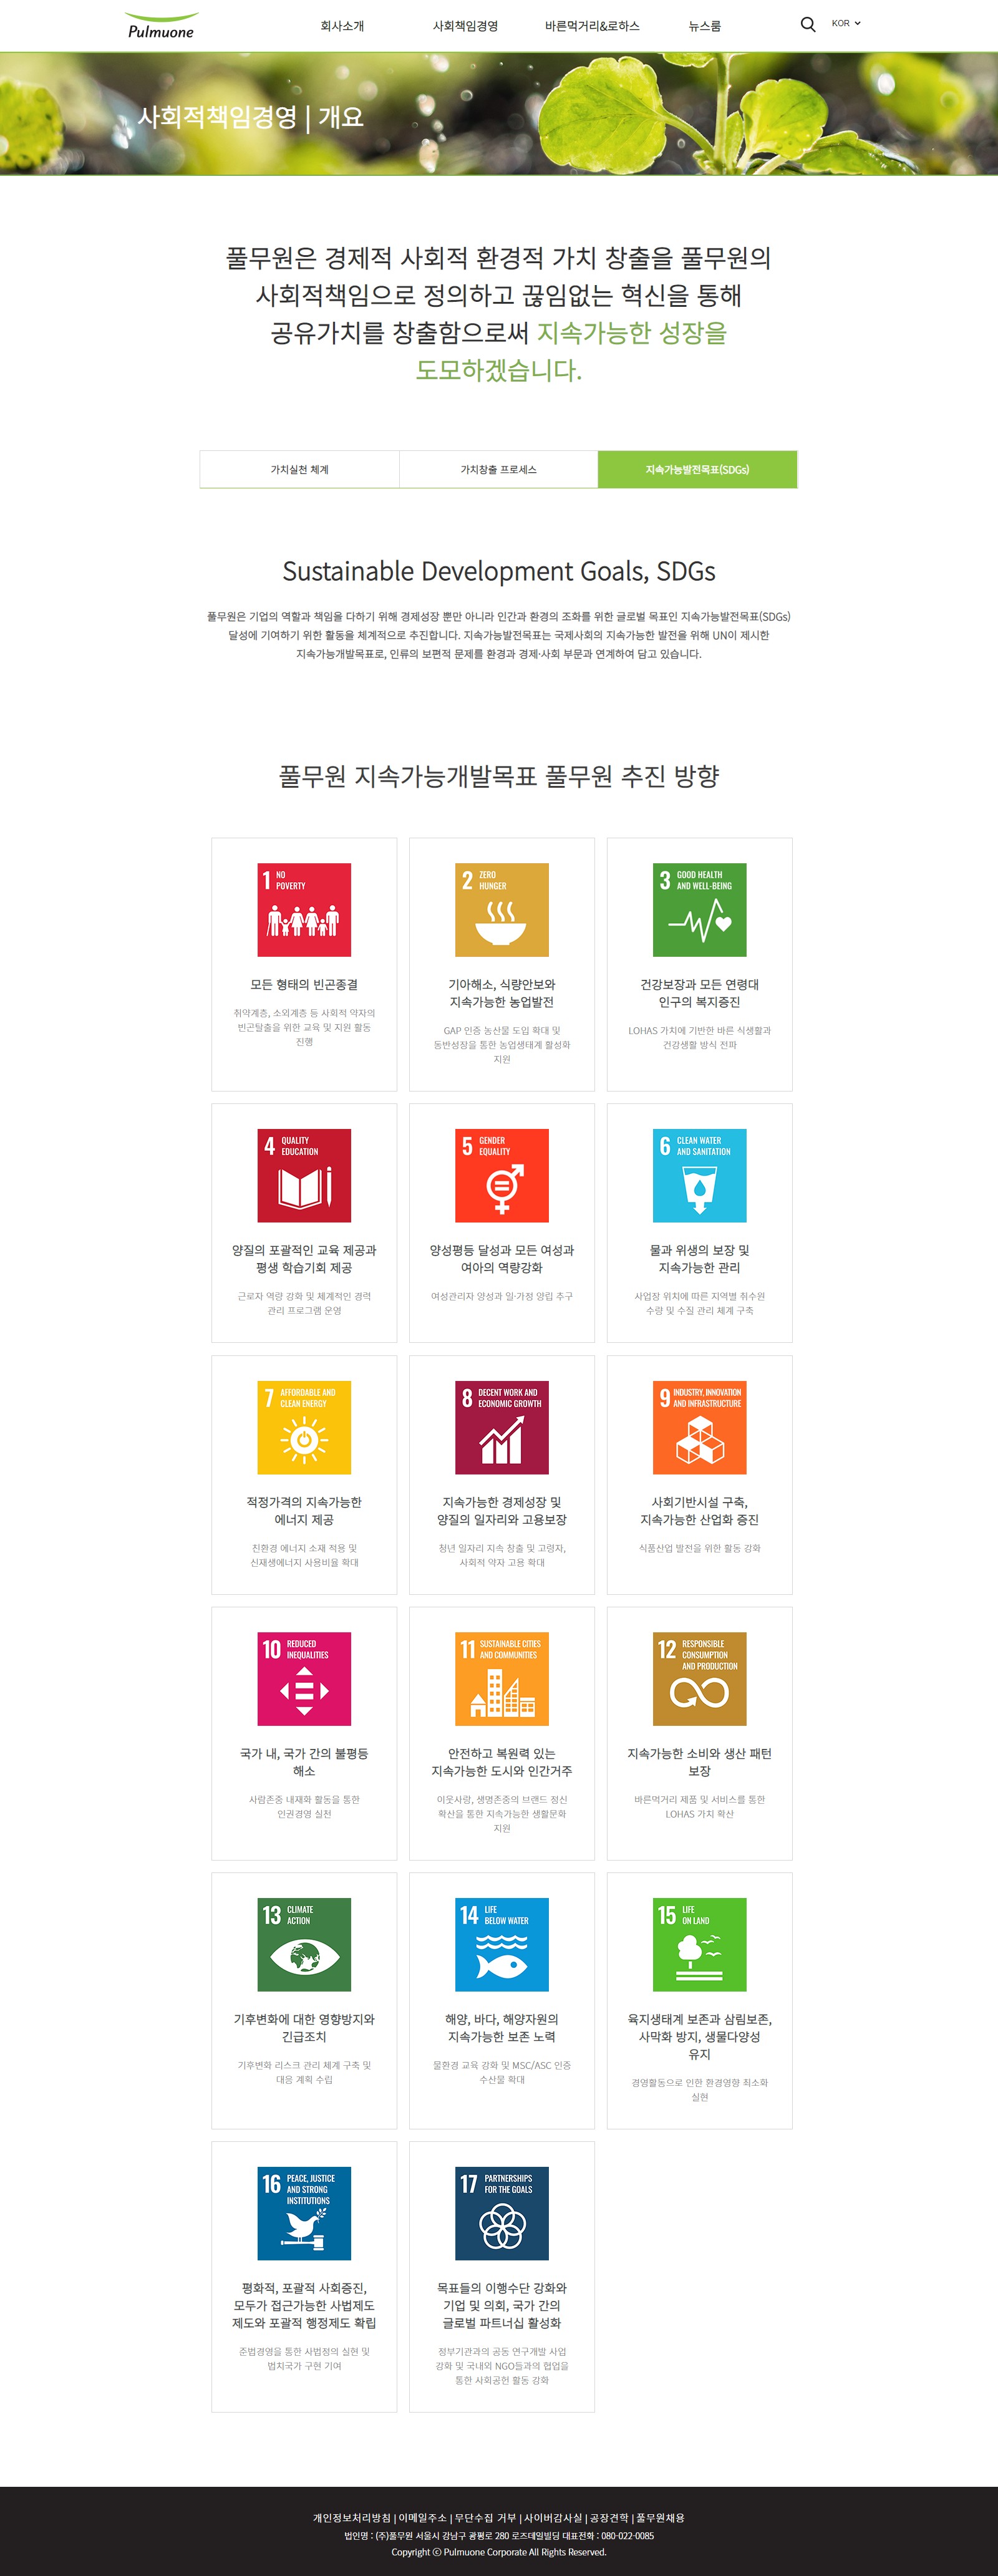 Pulmuone
회사소개
사회책임경영
바른먹거리&로하스
뉴스룸
KOR
사회적책임경영 | 개요
풀무원은 경제적 사회적 환경적 가치 창출을 풀무원의
사회적책임으로 정의하고 끊임없는 혁신을 통해
공유가치를 창출함으로써 지속가능한 성장을
도모하겠습니다.
가치실천 체계
가치창출 프로세스
지속가능발전목표(SDGs)
Sustainable Development Goals, SDGs
풀무원은 기업의 역할과 책임을 다하기 위해 경제성장 뿐만 아니라 인간과 환경의 조화를 위한 글로벌 목표인 지속가능발전목표(SDGs)
달성에 기여하기 위한 활동을 체계적으로 추진합니다. 지속가능발전목표는 국제사회의 지속가능한 발전을 위해 UN이 제시한
지속가능개발목표로, 인류의 보편적 문제를 환경과 경제·사회 부문과 연계하여 담고 있습니다.
풀무원 지속가능개발목표 풀무원 추진 방향
1 NO
POVERTY
모든 형태의 빈곤종결
취약계층, 소외계층 등 사회적 약자의
빈곤탈출을 위한 교육 및 지원 활동
진행
2 ZERO
HUNGER
기아해소, 식량안보와
지속가능한 농업발전
GAP 인증 농산물 도입 확대 및
동반성장을 통한 농업생태계 활성화
지원
3 GOOD HEALTH
AND WELL-BEING
건강보장과 모든 연령대
인구의 복지증진
LOHAS 가치에 기반한 바른 식생활과
건강생활 방식 전파
4 QUALITY
EDUCATION
양질의 포괄적인 교육 제공과
평생 학습기회 제공
근로자 역량 강화 및 체계적인 경력
관리 프로그램 운영
5 GENDER
EQUALITY
양성평등 달성과 모든 여성과
여아의 역량강화
여성관리자 양성과 일·가정 양립 추구
6 CLEAN WATER
AND SANITATION
물과 위생의 보장 및
지속가능한 관리
사업장 위치에 따른 지역별 취수원
수량 및 수질 관리 체계 구축
7 AFFORDABLE AND
CLEAN ENERGY
적정가격의 지속가능한
에너지 제공
친환경 에너지 소재 적용 및
신재생에너지 사용비율 확대
8 DECENT WORK AND
ECONOMIC GROWTH
지속가능한 경제성장 및
양질의 일자리와 고용보장
청년 일자리 지속 창출 및 고령자,
사회적 약자 고용 확대
9 INDUSTRY, INNOVATION
AND INFRASTRUCTURE
사회기반시설 구축,
지속가능한 산업화 증진
식품산업 발전을 위한 활동 강화
10 REDUCED
INEQUALITIES
국가 내, 국가 간의 불평등
해소
사람존중 내재화 활동을 통한
인권경영 실천
11 SUSTAINABLE CITIES
AND COMMUNITIES
안전하고 복원력 있는
지속가능한 도시와 인간거주
이웃사랑, 생명존중의 브랜드 정신
확산을 통한 지속가능한 생활문화
지원
12 RESPONSIBLE
CONSUMPTION
AND PRODUCTION
지속가능한 소비와 생산 패턴
보장
바른먹거리 제품 및 서비스를 통한
LOHAS 가치 확산
13 CLIMATE
ACTION
기후변화에 대한 영향방지와
긴급조치
기후변화 리스크 관리 체계 구축 및
대응 계획 수립
14 LIFE
BELOW WATER
해양, 바다, 해양자원의
지속가능한 보존 노력
물환경 교육 강화 및 MSC/ASC 인증
수산물 확대
15 LIFE
ON LAND
육지생태계 보존과 삼림보존,
사막화 방지, 생물다양성
유지
경영활동으로 인한 환경영향 최소화
실현
16 PEACE, JUSTICE
AND STRONG
INSTITUTIONS
평화적, 포괄적 사회증진,
모두가 접근가능한 사법제도
제도와 포괄적 행정제도 확립
준법경영을 통한 사법정의 실현 및
법치국가 구현 기여
17 PARTNERSHIPS
FOR THE GOALS
목표들의 이행수단 강화와
기업 및 의회, 국가 간의
글로벌 파트너십 활성화
정부기관과의 공동 연구개발 사업
강화 및 국내외 NGO들과의 협업을
통한 사회공헌 활동 강화
개인정보처리방침 | 이메일주소 | 무단수집 거부 | 사이버감사실 | 공장견학 | 풀무원채용
법인명 : (주)풀무원 서울시 강남구 광평로 280 로즈데일빌딩 대표전화 : 080-022-0085
Copyright ⓒ Pulmuone Corporate All Rights Reserved.